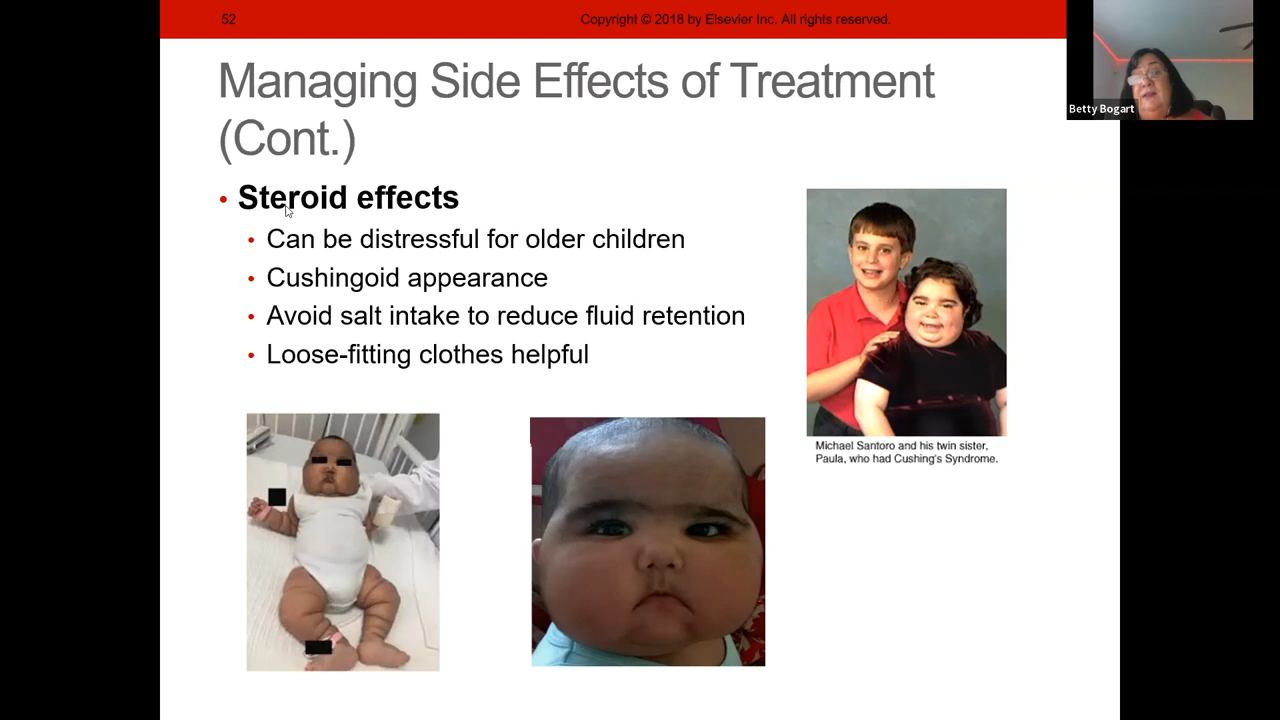 52 Copyright © 2018 by Elsevier Inc. All rights reserved.
Betty Bogart
Managing Side Effects of Treatment
(Cont.)
• Steroid effects
• Can be distressful for older children
• Cushingoid appearance
• Avoid salt intake to reduce fluid retention
• Loose-fitting clothes helpful
Michael Santoro and his twin sister,
Paula, who had Cushing's Syndrome.